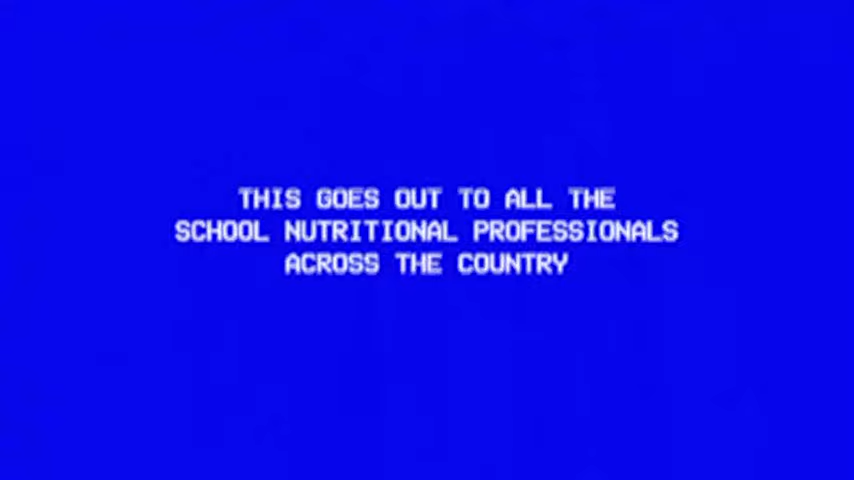 THIS GOES OUT TO ALL THE
SCHOOL NUTRITIONAL PROFESSIONALS
ACROSS THE COUNTRY